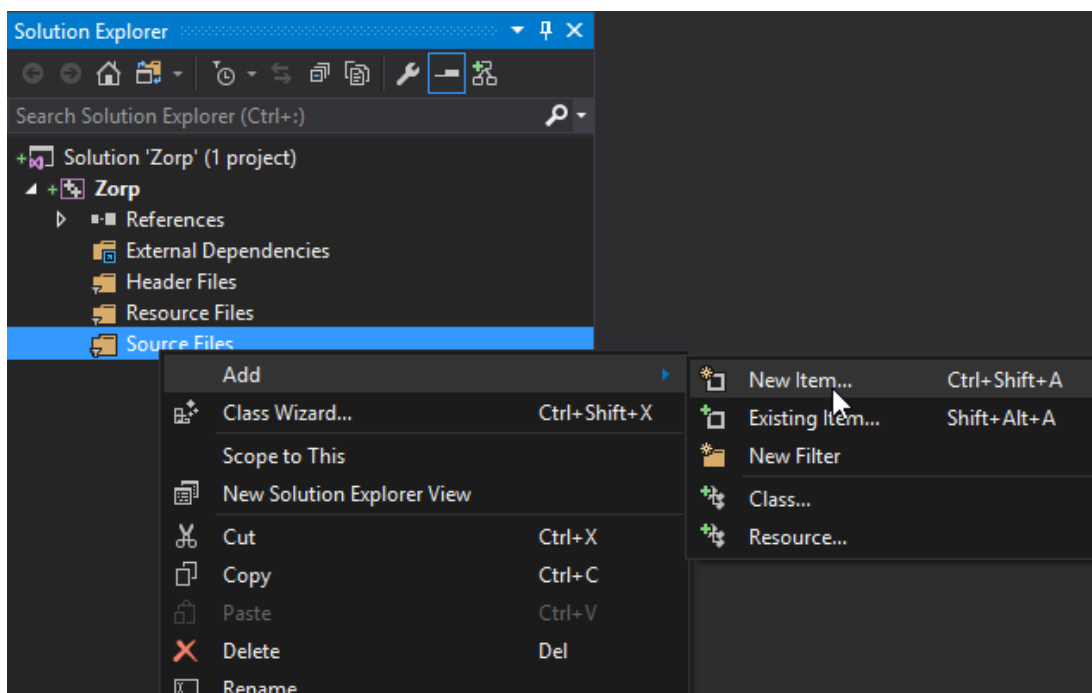 Solution Explorer
Search Solution Explorer (Ctrl+:)
Solution 'Zorp' (1 project)
Zorp
References
External Dependencies
Header Files
Resource Files
Source Files
Add
Class Wizard... Ctrl+Shift+X
Scope to This
New Solution Explorer View
Cut Ctrl+X
Copy Ctrl+C
Paste Ctrl+V
Delete Del
Rename
New Item... Ctrl+Shift+A
Existing Item... Shift+Alt+A
New Filter
Class...
Resource...